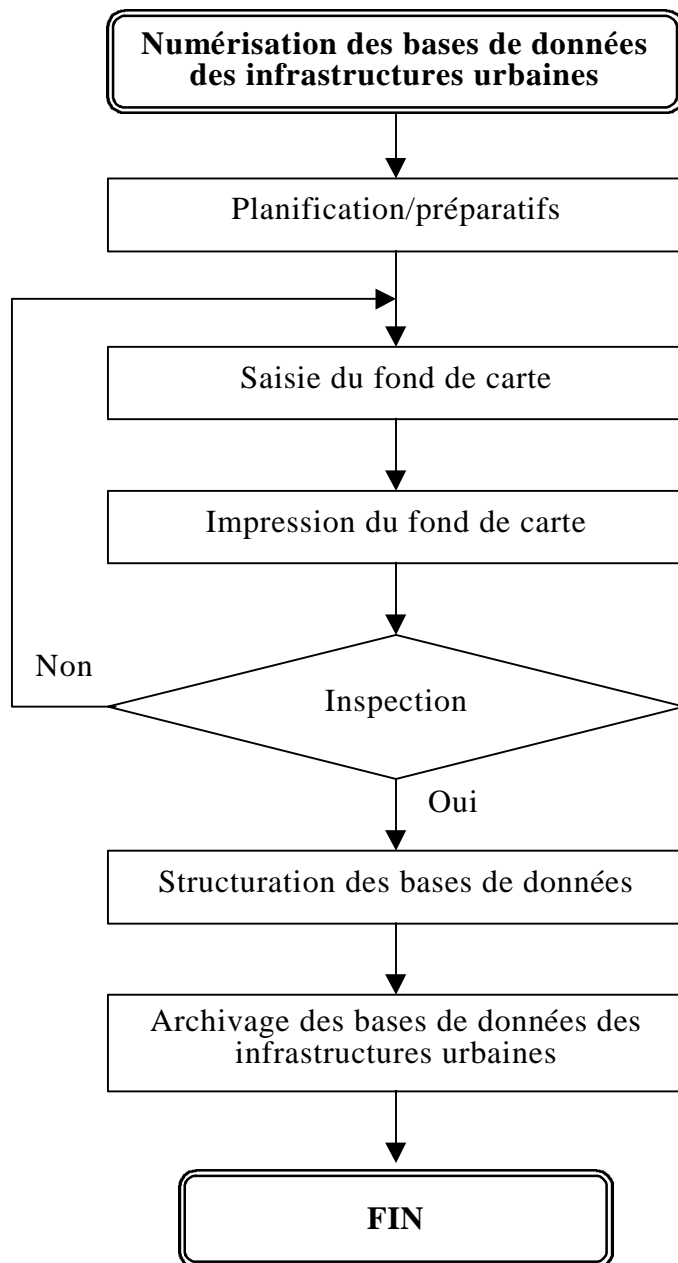 Numérisation des bases de données
des infrastructures urbaines
Planification/préparatifs
Saisie du fond de carte
Impression du fond de carte
Non
Inspection
Oui
Structuration des bases de données
Archivage des bases de données des
infrastructures urbaines
FIN